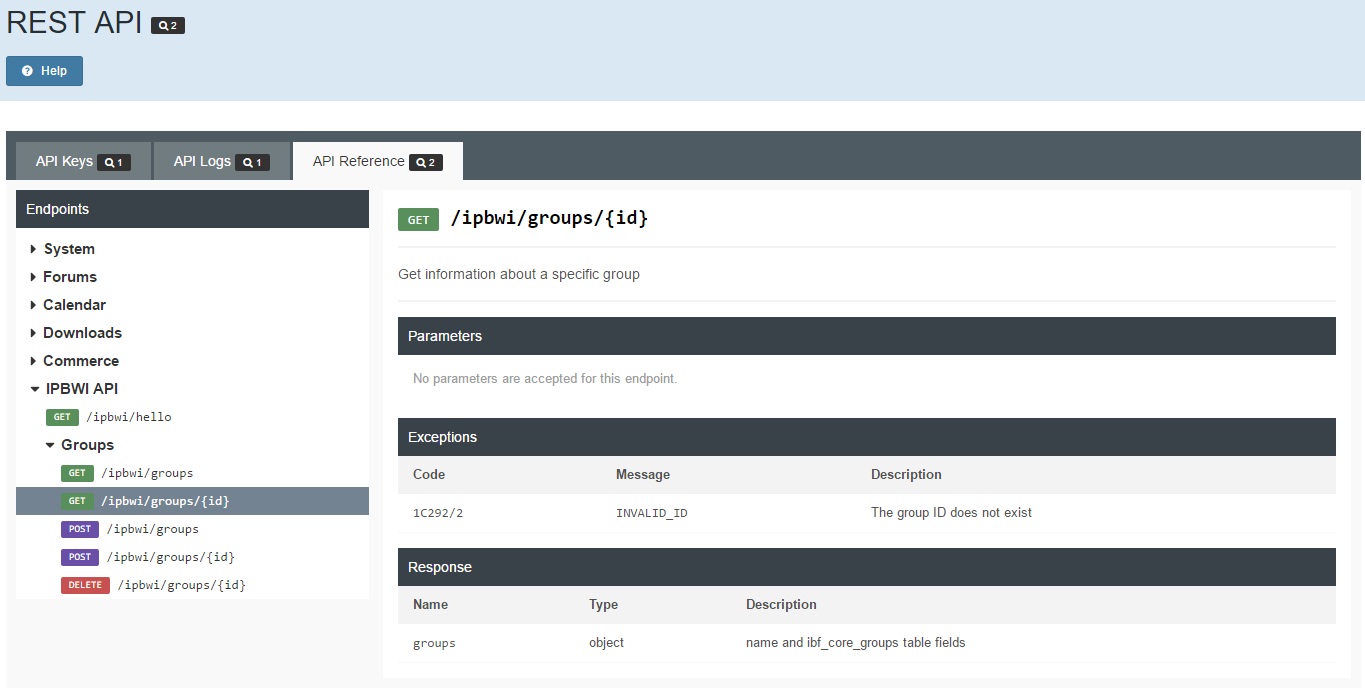 REST API 2
Help
API Keys 1 API Logs 1 API Reference 2
Endpoints
System
Forums
Calendar
Downloads
Commerce
IPBWI API
GET /ipbwi/hello
Groups
GET /ipbwi/groups
GET /ipbwi/groups/{id}
POST /ipbwi/groups
POST /ipbwi/groups/{id}
DELETE /ipbwi/groups/{id}
GET /ipbwi/groups/{id}
Get information about a specific group
Parameters
No parameters are accepted for this endpoint.
Exceptions
Code Message Description
1C292/2 INVALID_ID The group ID does not exist
Response
Name Type Description
groups object name and ibf_core_groups table fields